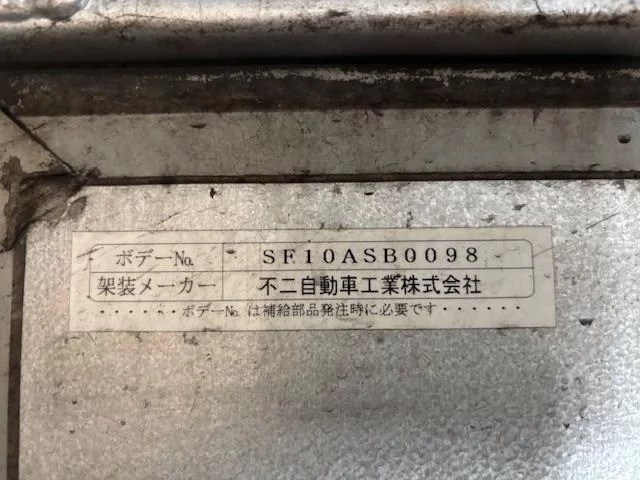 ボデー№ SF10ASB0098
架装メーカー 不二自動車工業株式会社
・・・・・・ボデー№ は補給部品発注時に必要です・・・・・・